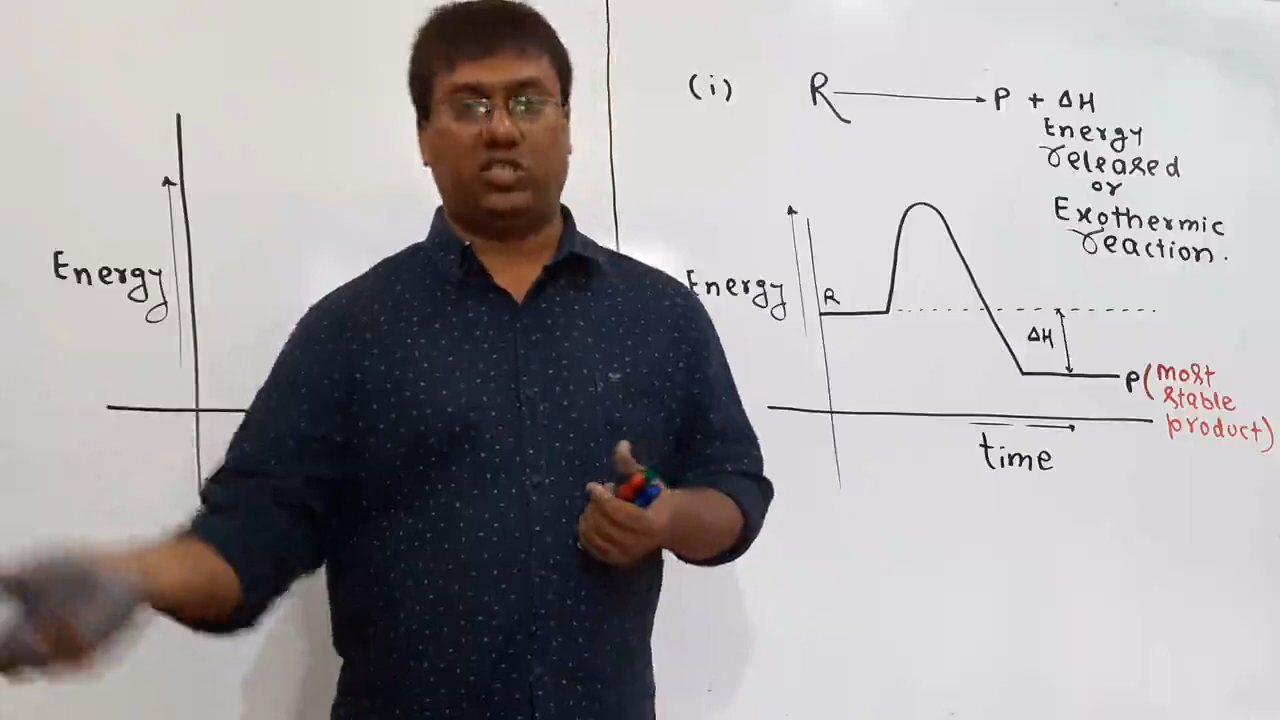 Energy
(i) R → P + ΔH
Energy
released
or
Exothermic
reaction.
Energy
R
ΔH
P (most
stable
product)
time